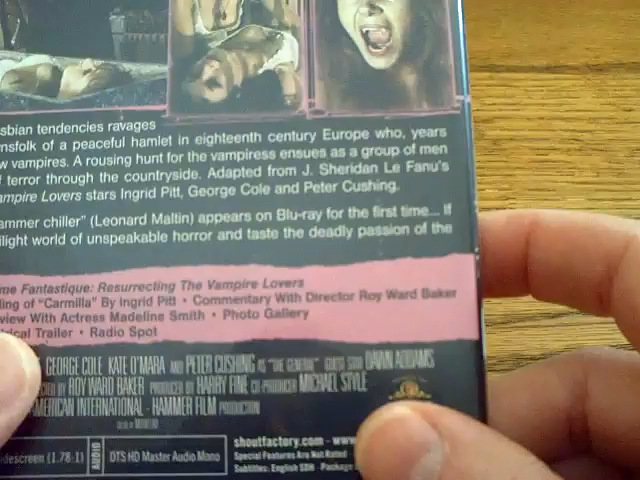 sbian tendencies ravages
nsfolk of a peaceful hamlet in eighteenth century Europe who, years
w vampires. A rousing hunt for the vampiress ensues as a group of men
f terror through the countryside. Adapted from J. Sheridan Le Fanu's
ampire Lovers stars Ingrid Pitt, George Cole and Peter Cushing.
ammer chiller" (Leonard Maltin) appears on Blu-ray for the first time... If
ilight world of unspeakable horror and taste the deadly passion of the
me Fantastique: Resurrecting The Vampire Lovers
ding of "Carmilla" By Ingrid Pitt • Commentary With Director Roy Ward Baker
view With Actress Madeline Smith • Photo Gallery
ical Trailer • Radio Spot
GEORGE COLE KATE O'MARA AND PETER CUSHING AS "THE GENERAL" GUEST STAR DAWN ADDAMS
ROY WARD BAKER PRODUCED BY HARRY FINE CO-PRODUCER MICHAEL STYLE
AMERICAN INTERNATIONAL - HAMMER FILM PRODUCTION
idescreen (1.78:1) AUDIO DTS HD Master Audio Mono
shoutfactory.com - www
Special Features Are Not Rated
Subtitles: English SDH - Package